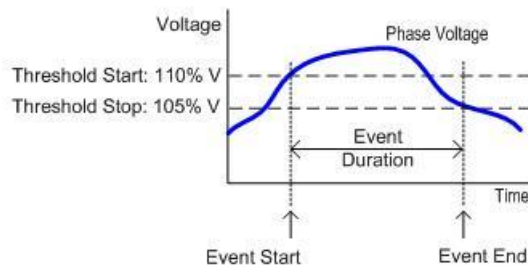 Voltage
Phase Voltage
Threshold Start: 110% V
Threshold Stop: 105% V
Event
Duration
Time
Event Start
Event End